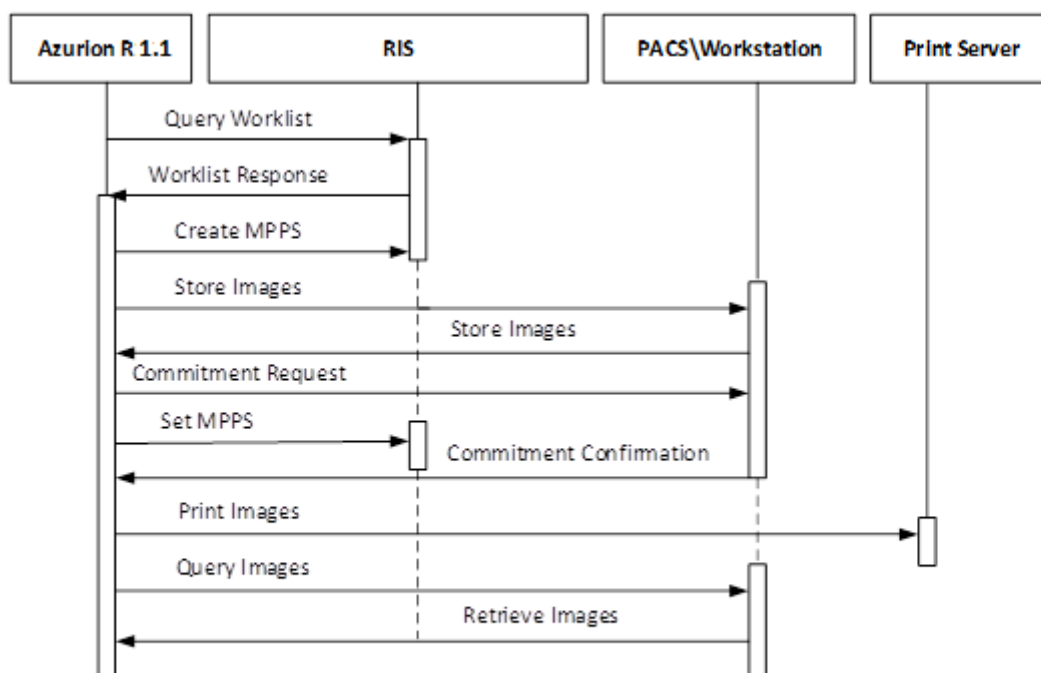 Azurion R 1.1
RIS
PACS\Workstation
Print Server
Query Worklist
Worklist Response
Create MPPS
Store Images
Store Images
Commitment Request
Set MPPS
Commitment Confirmation
Print Images
Query Images
Retrieve Images